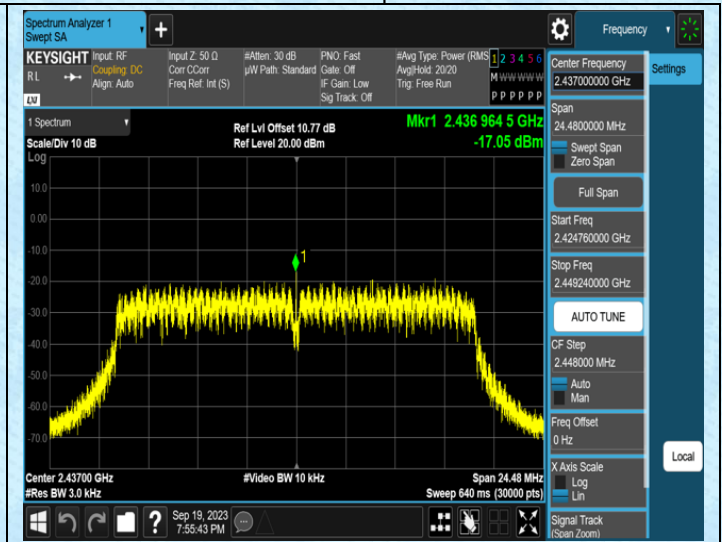 Spectrum Analyzer 1
Swept SA
Frequency
KEYSIGHT
RL
LXI
Input: RF
Coupling: DC
Align: Auto
Input Z: 50 Ω
Corr CCorr
Freq Ref: Int (S)
#Atten: 30 dB
µW Path: Standard
PNO: Fast
Gate: Off
IF Gain: Low
Sig Track: Off
#Avg Type: Power (RMS
Avg|Hold: 20/20
Trig: Free Run
1 2 3 4 5 6
M W W W W W
P P P P P P
1 Spectrum
Scale/Div 10 dB
Log
Ref Lvl Offset 10.77 dB
Ref Level 20.00 dBm
Mkr1 2.436 964 5 GHz
-17.05 dBm
1
10.0
0.00
-10.0
-20.0
-30.0
-40.0
-50.0
-60.0
-70.0
Center 2.43700 GHz
#Res BW 3.0 kHz
#Video BW 10 kHz
Span 24.48 MHz
Sweep 640 ms (30000 pts)
Sep 19, 2023
7:55:43 PM
Center Frequency
2.437000000 GHz
Span
24.4800000 MHz
Swept Span
Zero Span
Full Span
Start Freq
2.424760000 GHz
Stop Freq
2.449240000 GHz
AUTO TUNE
CF Step
2.448000 MHz
Auto
Man
Freq Offset
0 Hz
X Axis Scale
Log
Lin
Signal Track
(Span Zoom)
Settings
Local